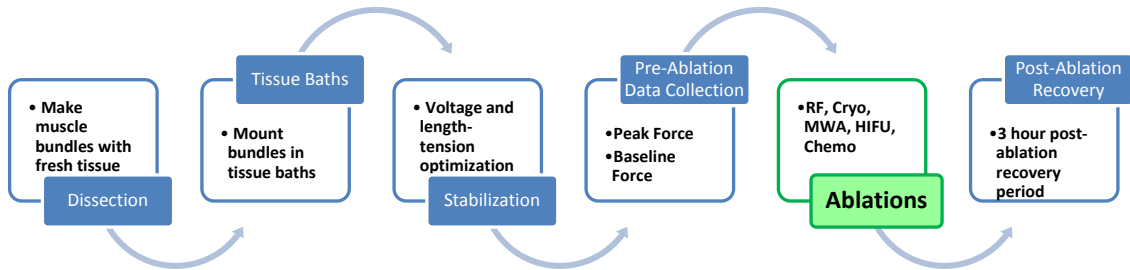 • Make
muscle
bundles with
fresh tissue
Dissection
Tissue Baths
• Mount
bundles in
tissue baths
• Voltage and
length-
tension
optimization
Stabilization
Pre-Ablation
Data Collection
•Peak Force
•Baseline
Force
•RF, Cryo,
MWA, HIFU,
Chemo
Ablations
Post-Ablation
Recovery
•3 hour post-
ablation
recovery
period